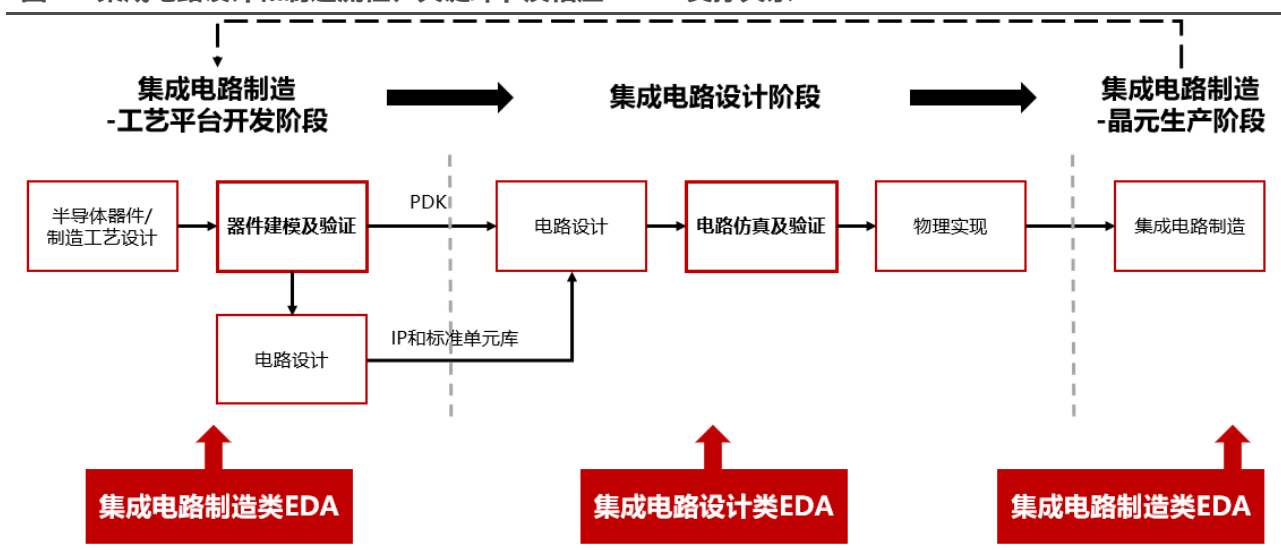 集成电路制造
-工艺平台开发阶段
集成电路设计阶段
集成电路制造
-晶元生产阶段
半导体器件/
制造工艺设计
器件建模及验证
PDK
电路设计
电路仿真及验证
物理实现
集成电路制造
电路设计
IP和标准单元库
集成电路制造类EDA
集成电路设计类EDA
集成电路制造类EDA